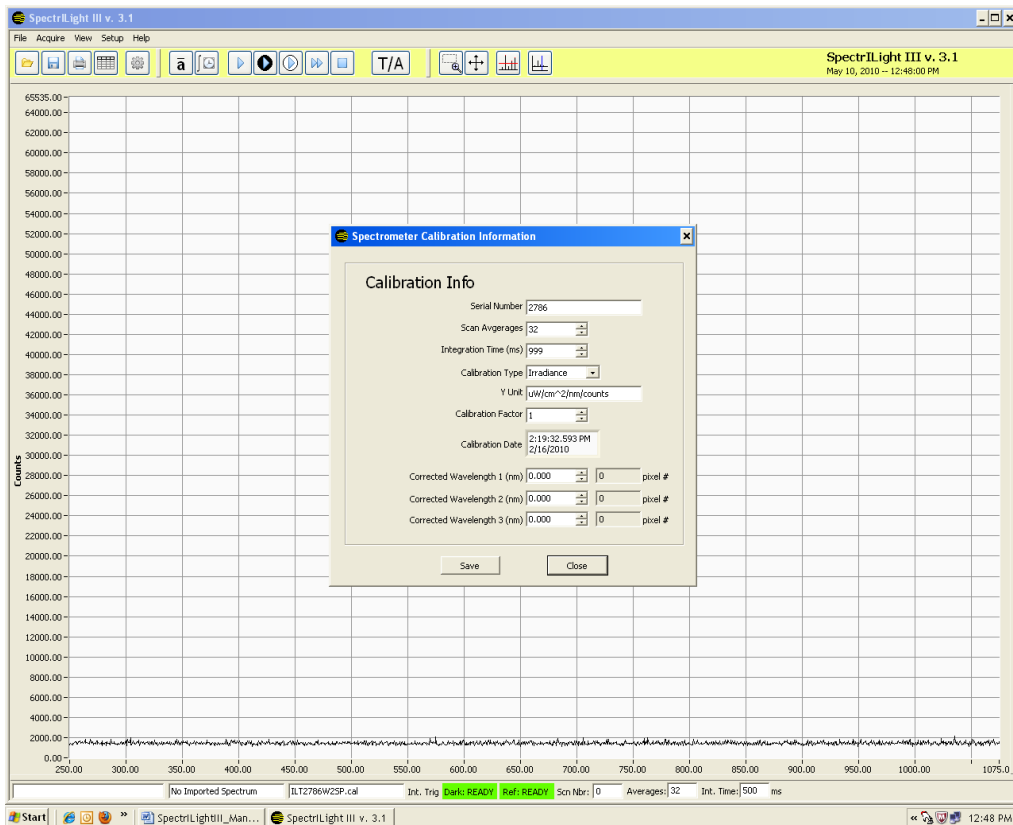 SpectrILight III v. 3.1
File Acquire View Setup Help
a T/A
SpectrILight III v. 3.1
May 10, 2010 -- 12:48:00 PM
65535.00
64000.00
62000.00
60000.00
58000.00
56000.00
54000.00
52000.00
50000.00
48000.00
46000.00
44000.00
42000.00
40000.00
38000.00
36000.00
34000.00
32000.00
30000.00
28000.00
26000.00
24000.00
22000.00
20000.00
18000.00
16000.00
14000.00
12000.00
10000.00
8000.00
6000.00
4000.00
2000.00
0.00
Counts
250.00 300.00 350.00 400.00 450.00 500.00 550.00 600.00 650.00 700.00 750.00 800.00 850.00 900.00 950.00 1000.00 1075.0
Spectrometer Calibration Information
Calibration Info
Serial Number 2786
Scan Avgerages 32
Integration Time (ms) 999
Calibration Type Irradiance
Y Unit uW/cm^2/nm/counts
Calibration Factor 1
Calibration Date 2:19:32.593 PM
2/16/2010
Corrected Wavelength 1 (nm) 0.000 0 pixel #
Corrected Wavelength 2 (nm) 0.000 0 pixel #
Corrected Wavelength 3 (nm) 0.000 0 pixel #
Save Close
No Imported Spectrum ILT2786W2SP.cal Int. Trig Dark: READY Ref: READY Scn Nbr: 0 Averages: 32 Int. Time: 500 ms
Start » SpectrILightIII_Man... SpectrILight III v. 3.1 « 12:48 PM